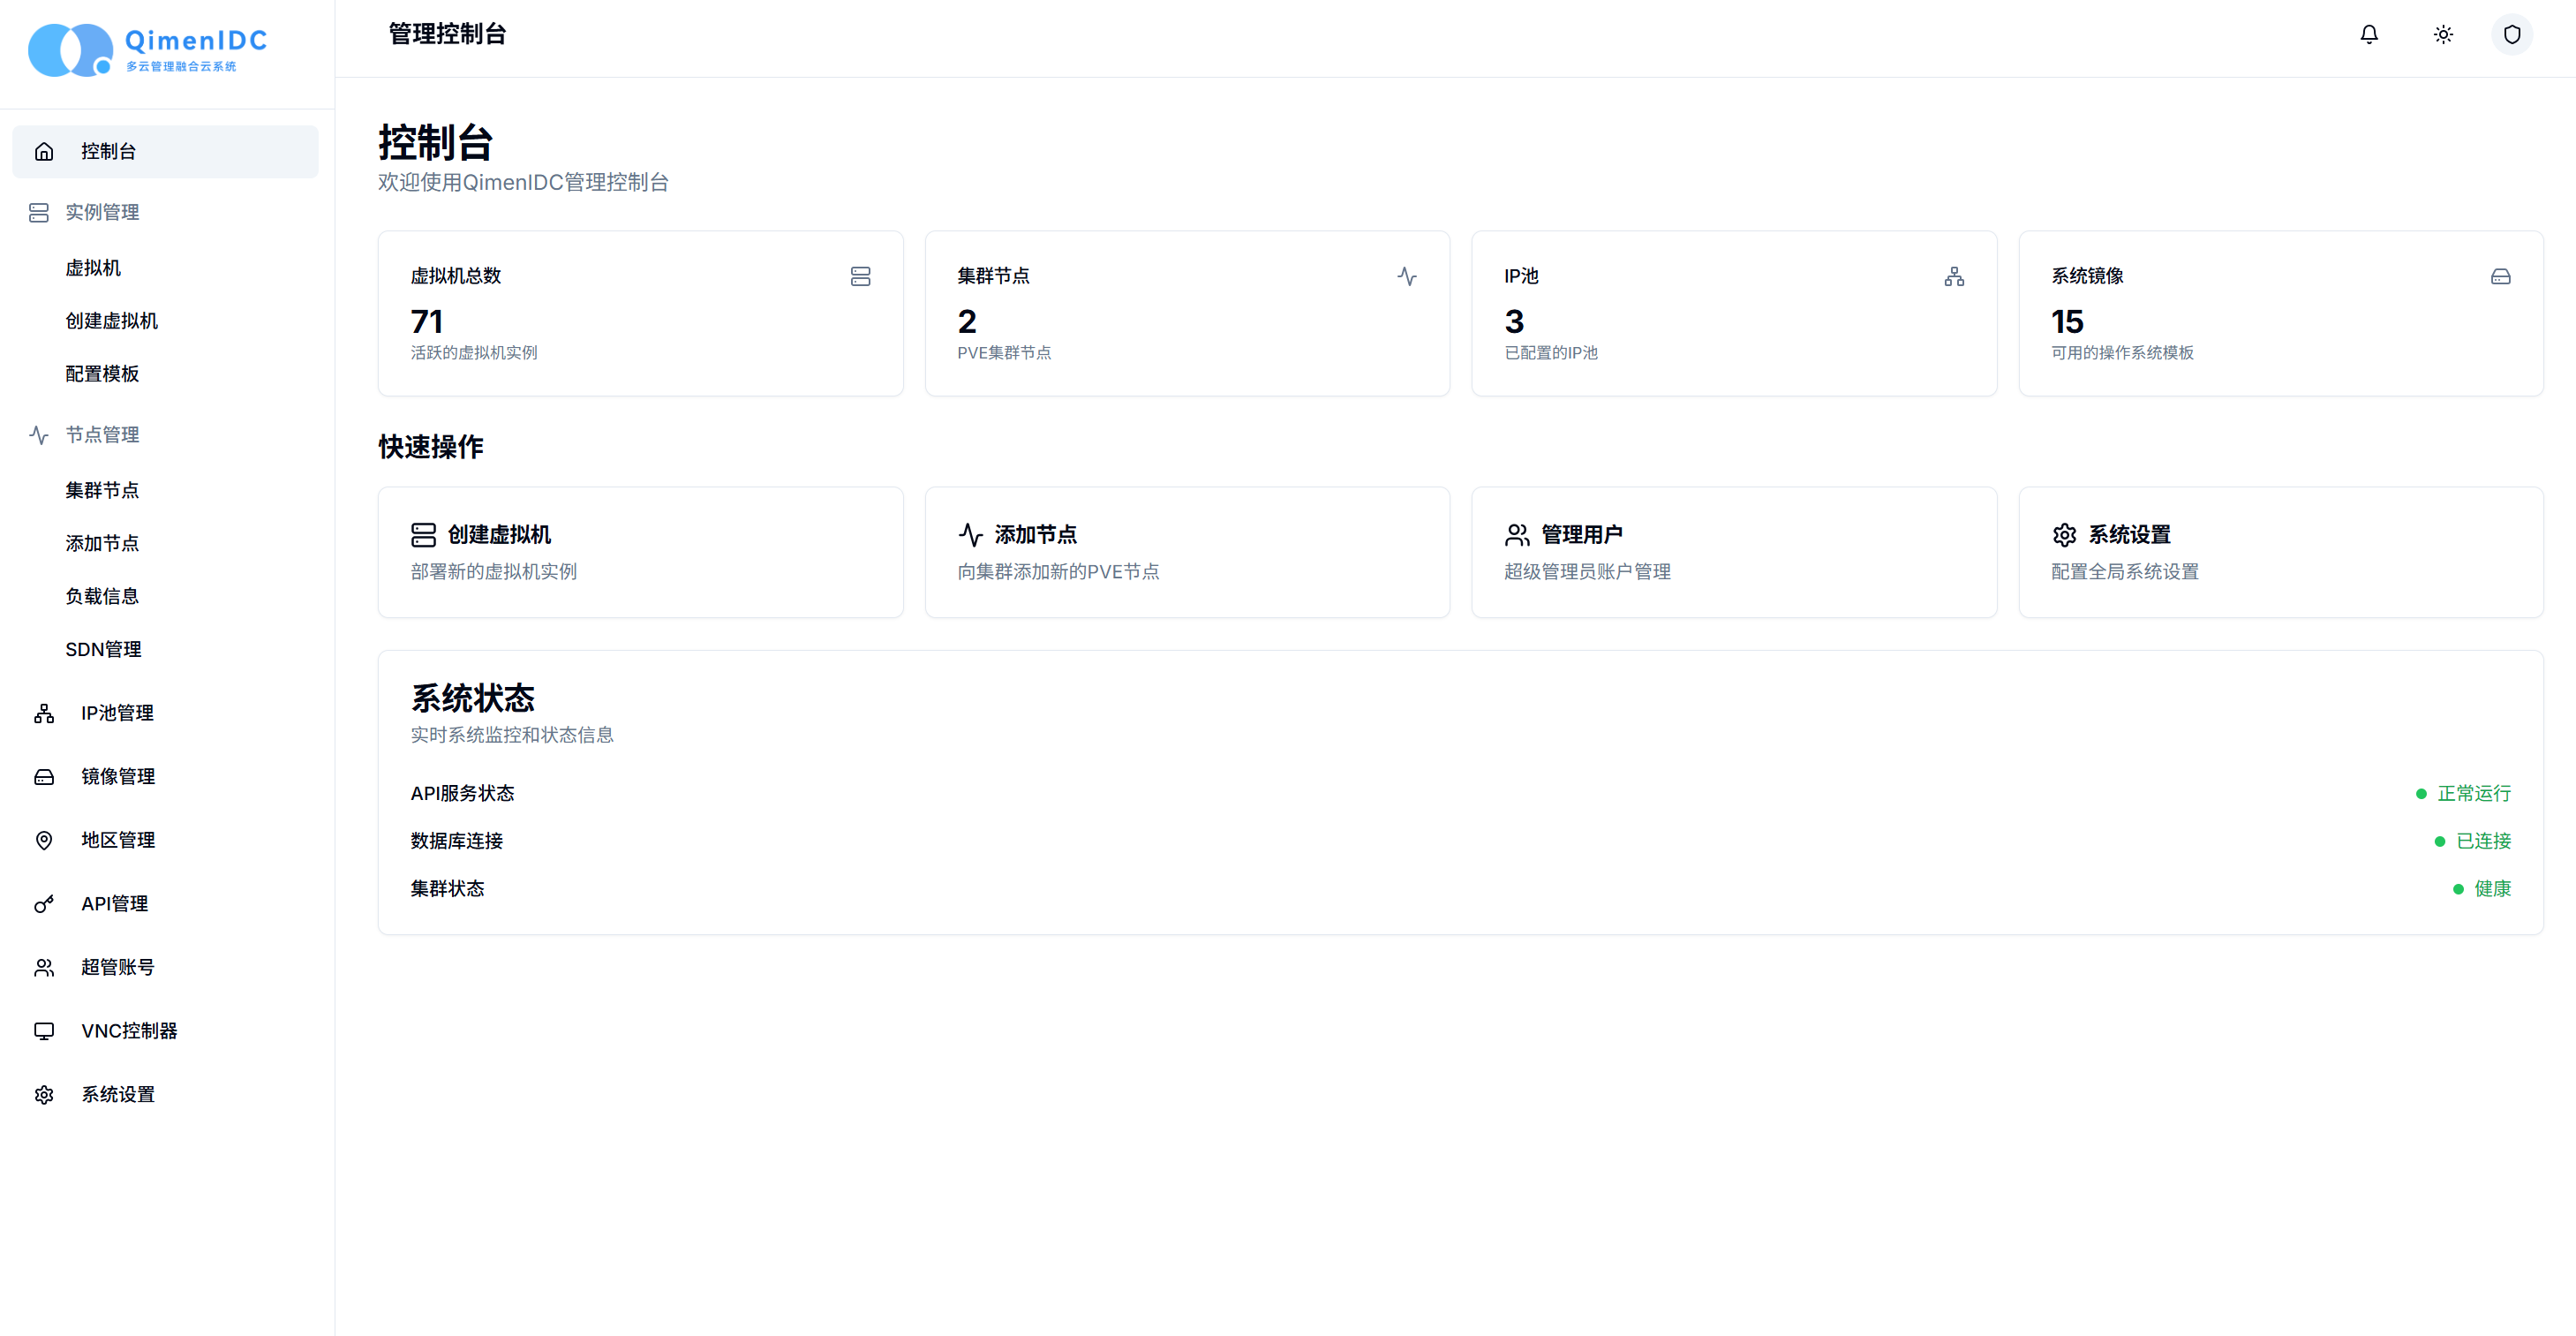 QimenIDC
多云管理融合云系统
管理控制台
控制台
实例管理
虚拟机
创建虚拟机
配置模板
节点管理
集群节点
添加节点
负载信息
SDN管理
IP池管理
镜像管理
地区管理
API管理
超管账号
VNC控制器
系统设置
控制台
欢迎使用QimenIDC管理控制台
虚拟机总数
71
活跃的虚拟机实例
集群节点
2
PVE集群节点
IP池
3
已配置的IP池
系统镜像
15
可用的操作系统模板
快速操作
创建虚拟机
部署新的虚拟机实例
添加节点
向集群添加新的PVE节点
管理用户
超级管理员账户管理
系统设置
配置全局系统设置
系统状态
实时系统监控和状态信息
API服务状态 正常运行
数据库连接 已连接
集群状态 健康